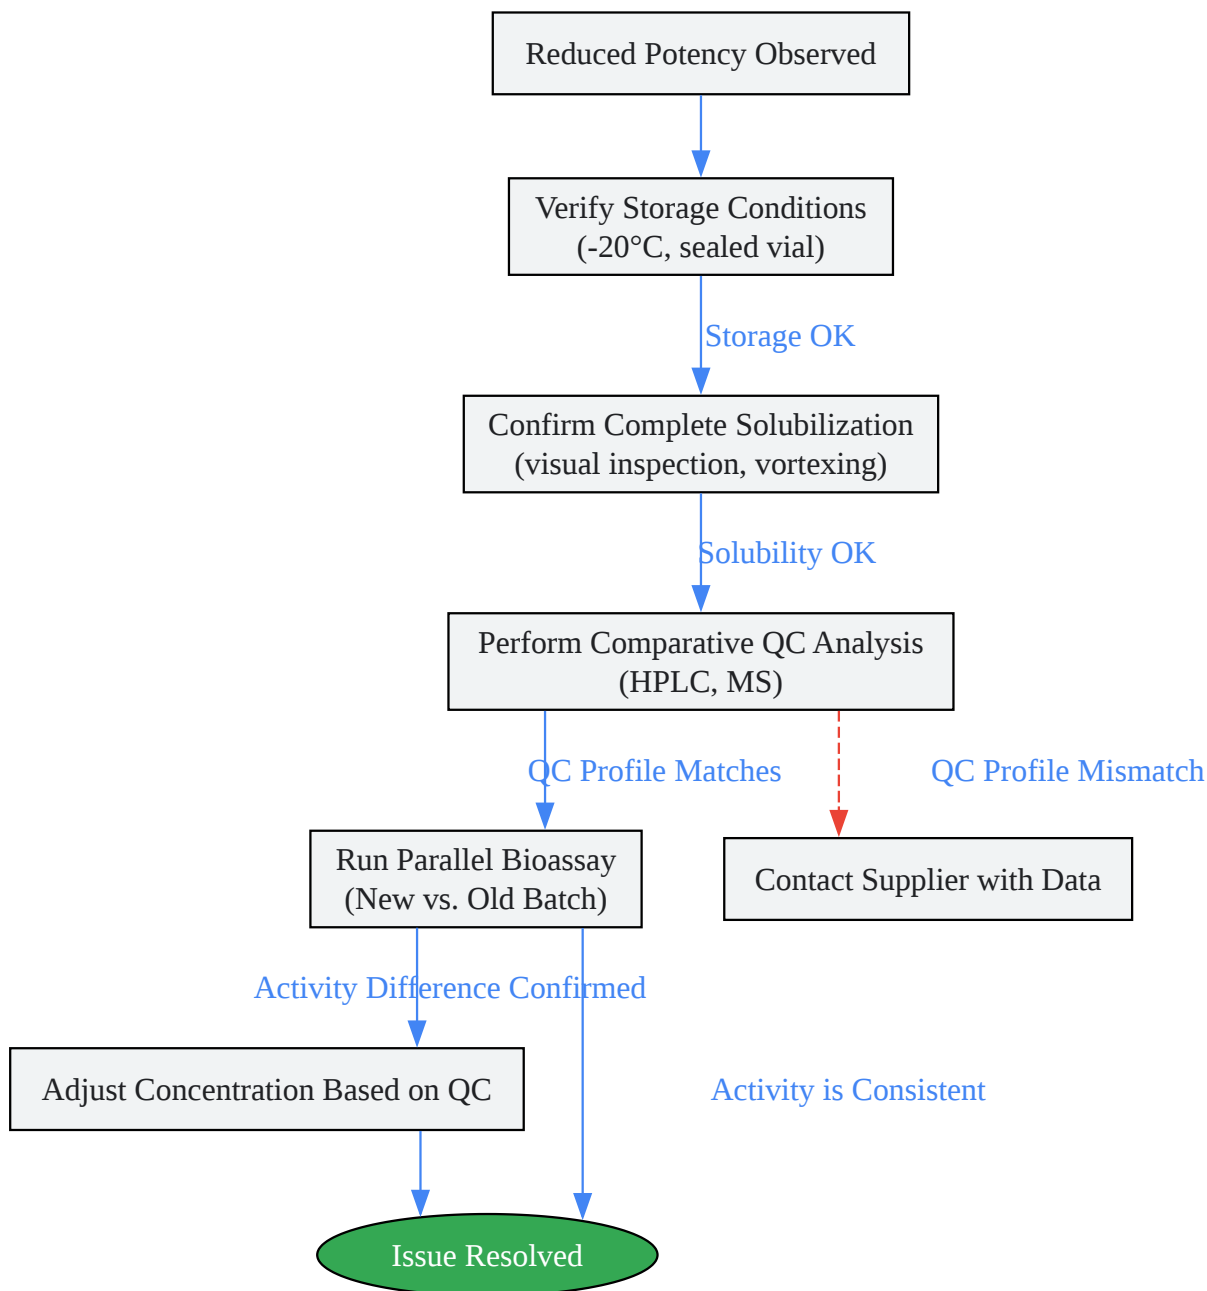 Reduced Potency Observed
Verify Storage Conditions
(-20°C, sealed vial)
Storage OK
Confirm Complete Solubilization
(visual inspection, vortexing)
Solubility OK
Perform Comparative QC Analysis
(HPLC, MS)
QC Profile Matches
QC Profile Mismatch
Run Parallel Bioassay
(New vs. Old Batch)
Contact Supplier with Data
Activity Difference Confirmed
Adjust Concentration Based on QC
Activity is Consistent
Issue Resolved